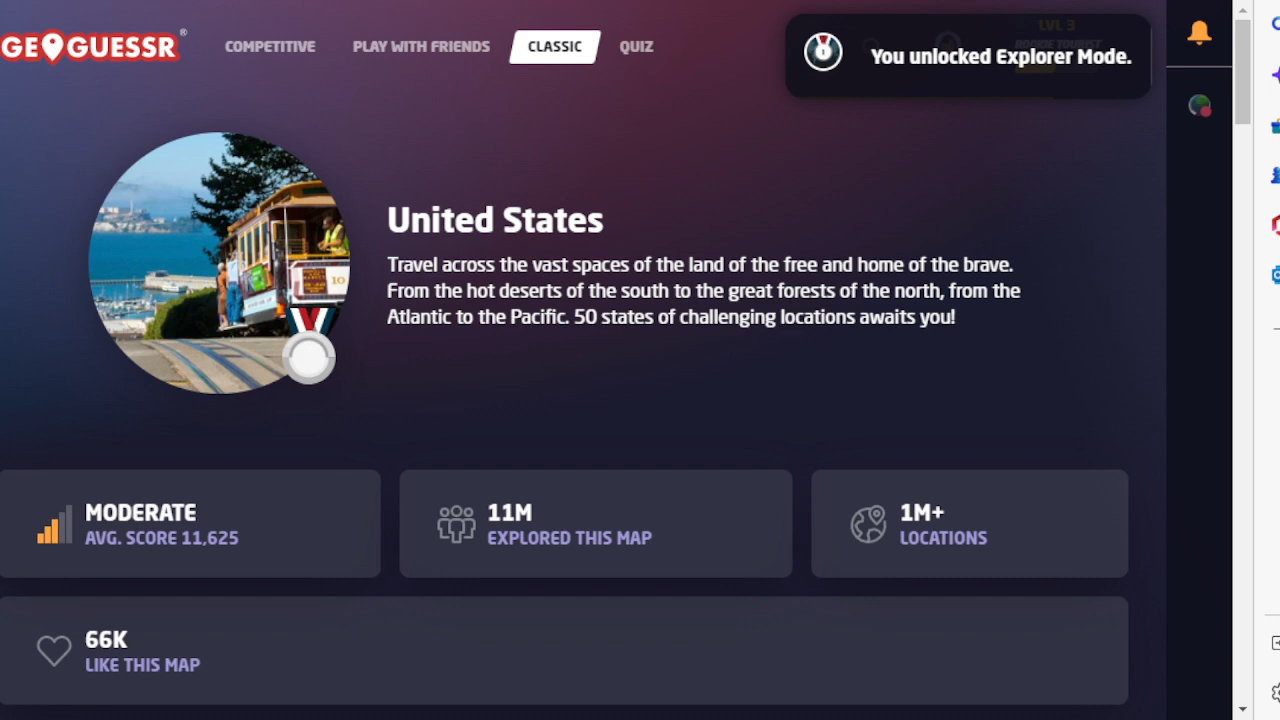 GEOGUESSR®
COMPETITIVE
PLAY WITH FRIENDS
CLASSIC
QUIZ
LVL 3
You unlocked Explorer Mode.
United States
Travel across the vast spaces of the land of the free and home of the brave.
From the hot deserts of the south to the great forests of the north, from the
Atlantic to the Pacific. 50 states of challenging locations awaits you!
10
MODERATE
AVG. SCORE 11,625
11M
EXPLORED THIS MAP
1M+
LOCATIONS
66K
LIKE THIS MAP